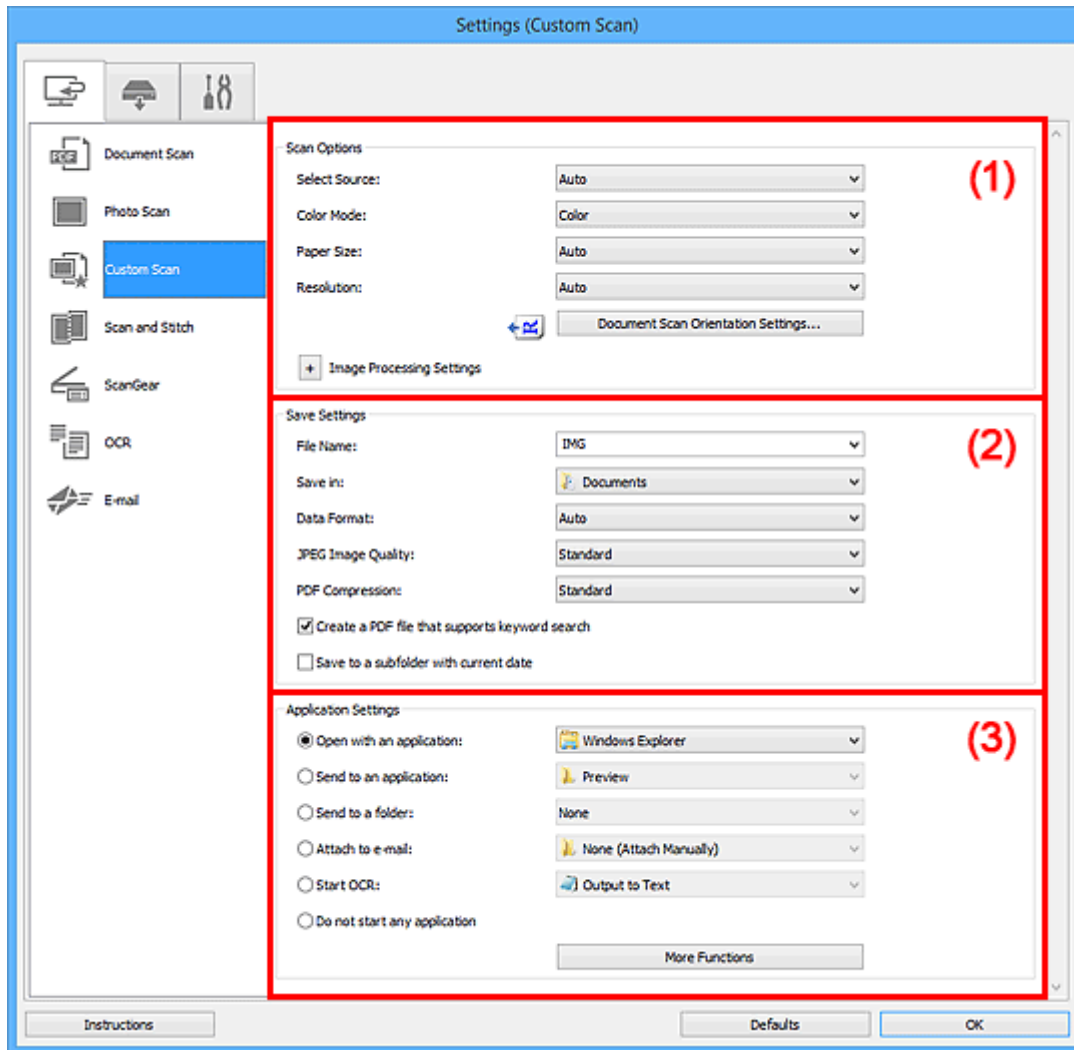 Settings (Custom Scan)
Document Scan
Photo Scan
Custom Scan
Scan and Stitch
ScanGear
OCR
E-mail
Scan Options
(1)
Select Source: Auto
Color Mode: Color
Paper Size: Auto
Resolution: Auto
Document Scan Orientation Settings...
+ Image Processing Settings
Save Settings
(2)
File Name: IMG
Save in: Documents
Data Format: Auto
JPEG Image Quality: Standard
PDF Compression: Standard
Create a PDF file that supports keyword search
Save to a subfolder with current date
Application Settings
(3)
Open with an application: Windows Explorer
Send to an application: Preview
Send to a folder: None
Attach to e-mail: None (Attach Manually)
Start OCR: Output to Text
Do not start any application
More Functions
Instructions Defaults OK